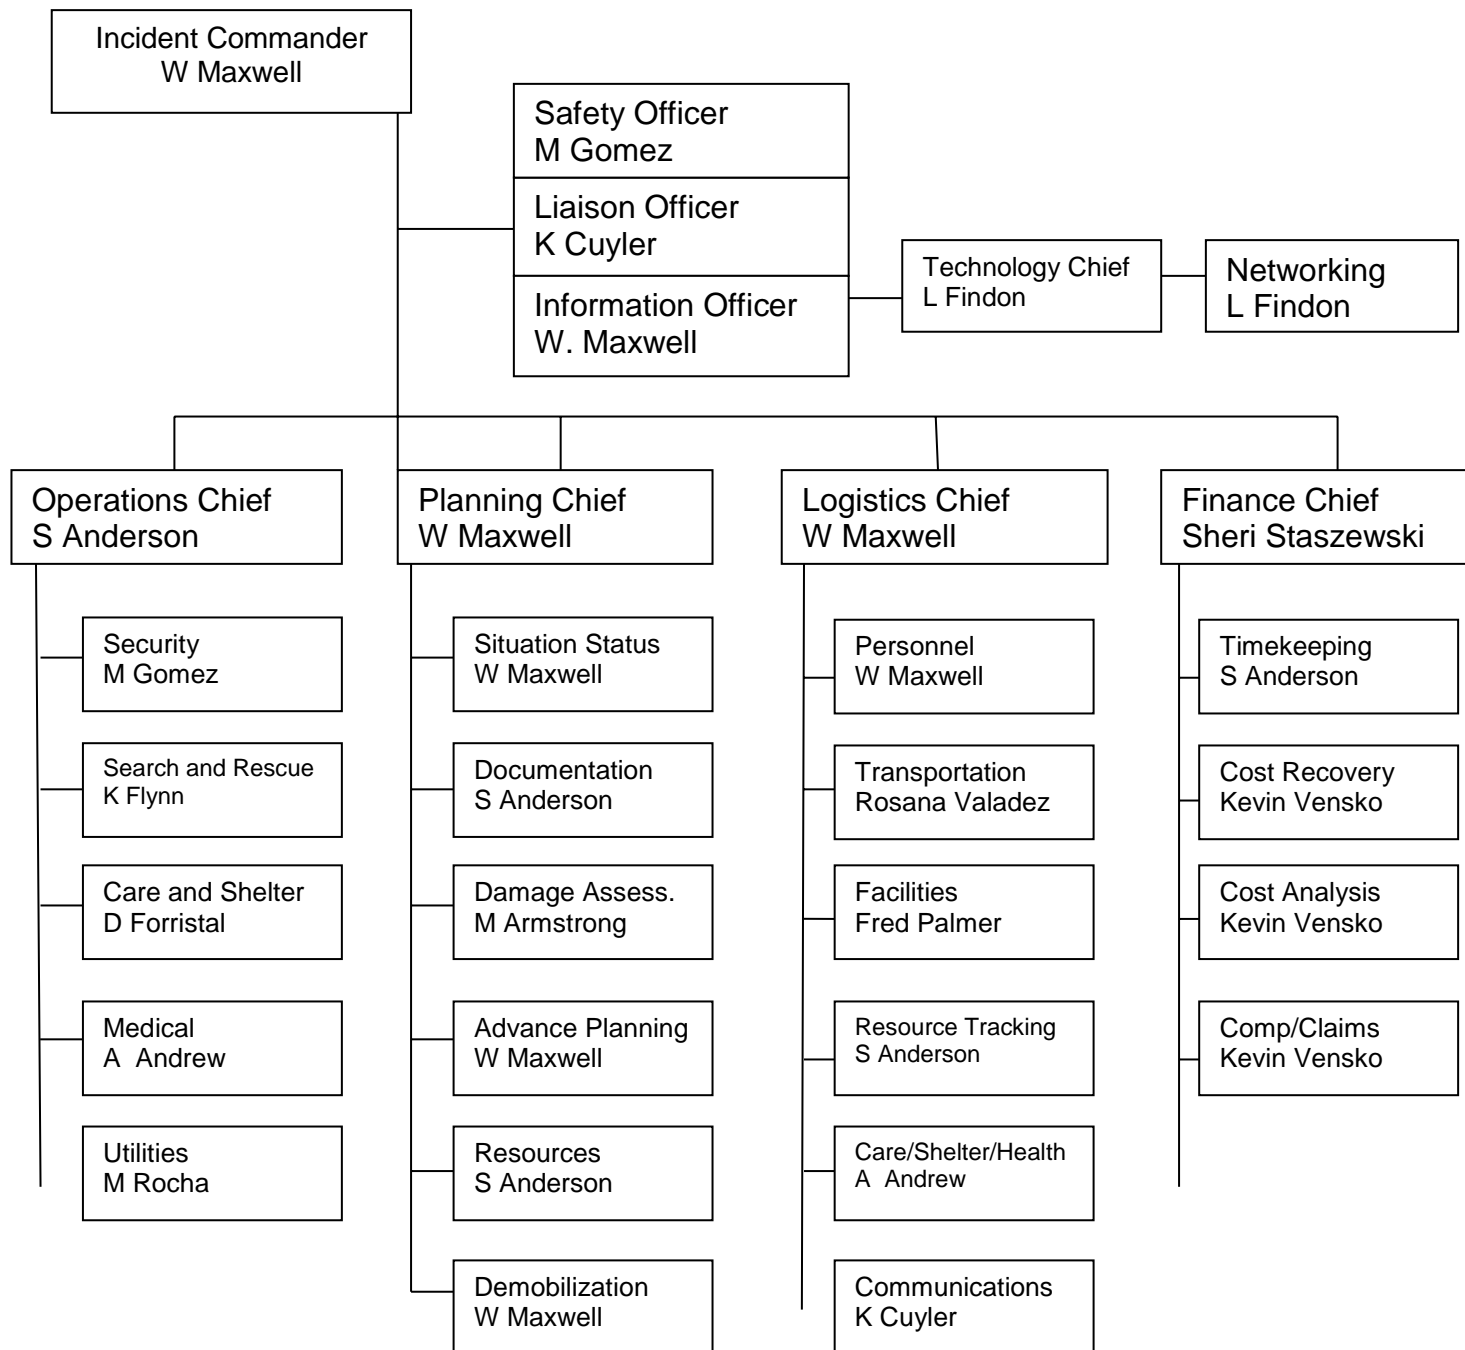 Incident Commander
W Maxwell
Safety Officer
M Gomez
Liaison Officer
K Cuyler
Information Officer
W. Maxwell
Technology Chief
L Findon
Networking
L Findon
Operations Chief
S Anderson
Security
M Gomez
Search and Rescue
K Flynn
Care and Shelter
D Forristal
Medical
A Andrew
Utilities
M Rocha
Planning Chief
W Maxwell
Situation Status
W Maxwell
Documentation
S Anderson
Damage Assess.
M Armstrong
Advance Planning
W Maxwell
Resources
S Anderson
Demobilization
W Maxwell
Logistics Chief
W Maxwell
Personnel
W Maxwell
Transportation
Rosana Valadez
Facilities
Fred Palmer
Resource Tracking
S Anderson
Care/Shelter/Health
A Andrew
Communications
K Cuyler
Finance Chief
Sheri Staszewski
Timekeeping
S Anderson
Cost Recovery
Kevin Vensko
Cost Analysis
Kevin Vensko
Comp/Claims
Kevin Vensko